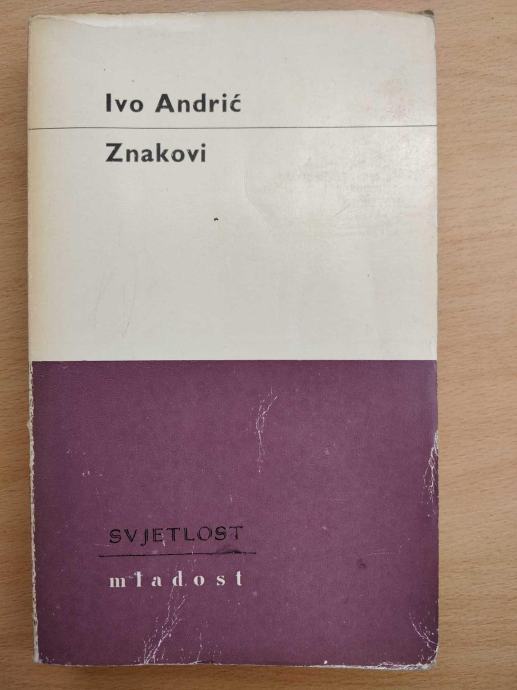 Ivo Andrić
Znakovi
SVJETLOST
mladost